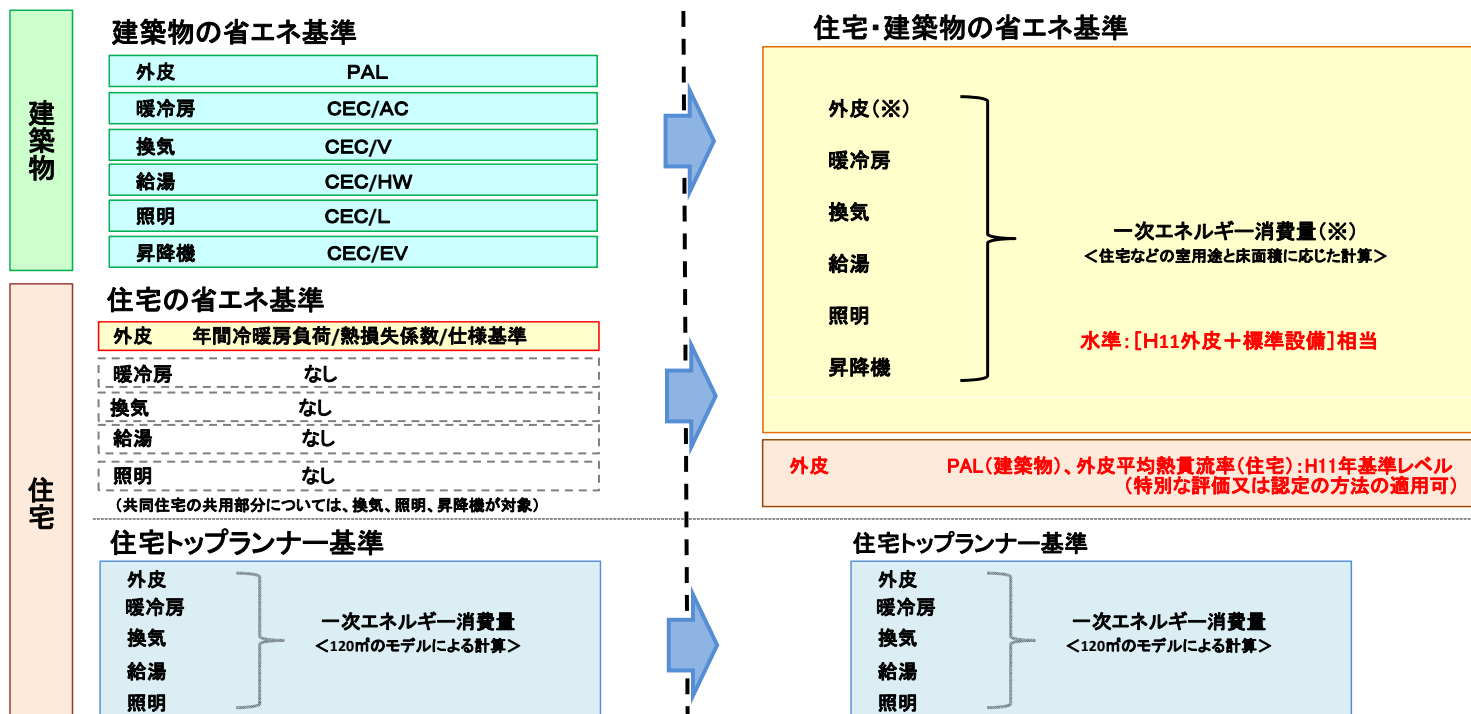 建築物
建築物の省エネ基準
外皮 PAL
暖冷房 CEC/AC
換気 CEC/V
給湯 CEC/HW
照明 CEC/L
昇降機 CEC/EV
住宅
住宅の省エネ基準
外皮 年間冷暖房負荷/熱損失係数/仕様基準
暖冷房 なし
換気 なし
給湯 なし
照明 なし
(共同住宅の共用部分については、換気、照明、昇降機が対象)
住宅トップランナー基準
外皮
暖冷房
換気
給湯
照明
一次エネルギー消費量
<120㎡のモデルによる計算>
住宅・建築物の省エネ基準
外皮(※)
暖冷房
換気
給湯
照明
昇降機
一次エネルギー消費量(※)
<住宅などの室用途と床面積に応じた計算>
水準:[H11外皮+標準設備]相当
外皮 PAL(建築物)、外皮平均熱貫流率(住宅):H11年基準レベル
(特別な評価又は認定の方法の適用可)
住宅トップランナー基準
外皮
暖冷房
換気
給湯
照明
一次エネルギー消費量
<120㎡のモデルによる計算>